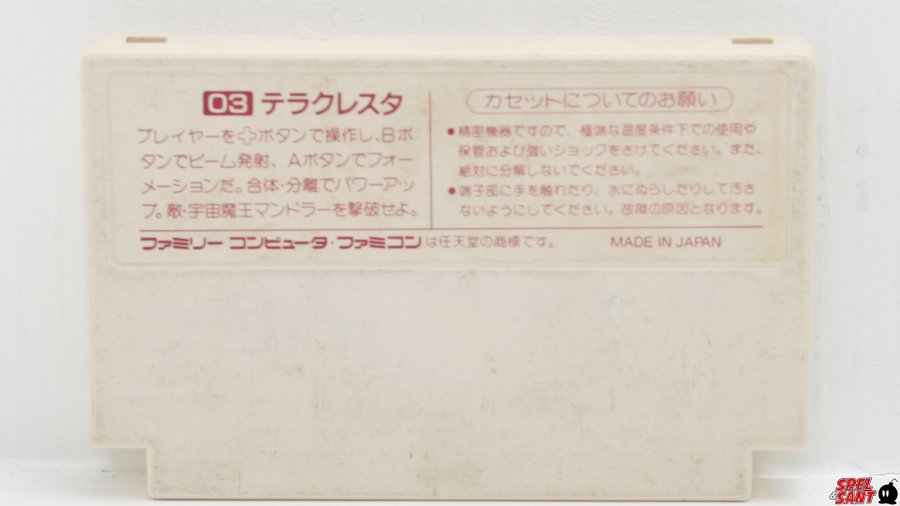 03 テラクレスタ
プレイヤーを✚ボタンで操作し、Bボ
タンでビーム発射、Aボタンでフォー
メーションだ。合体・分離でパワーアッ
プ。敵・宇宙魔王マンドラーを撃破せよ。
カセットについてのお願い
●精密機器ですので、極端な温度条件下での使用や
保管および強いショックをさけてください。また、
絶対に分解しないでください。
●端子部に手を触れたり、水にぬらしたりして汚さ
ないようにしてください。故障の原因となります。
ファミリー コンピュータ・ファミコンは任天堂の商標です。 MADE IN JAPAN
SPEL
SANT